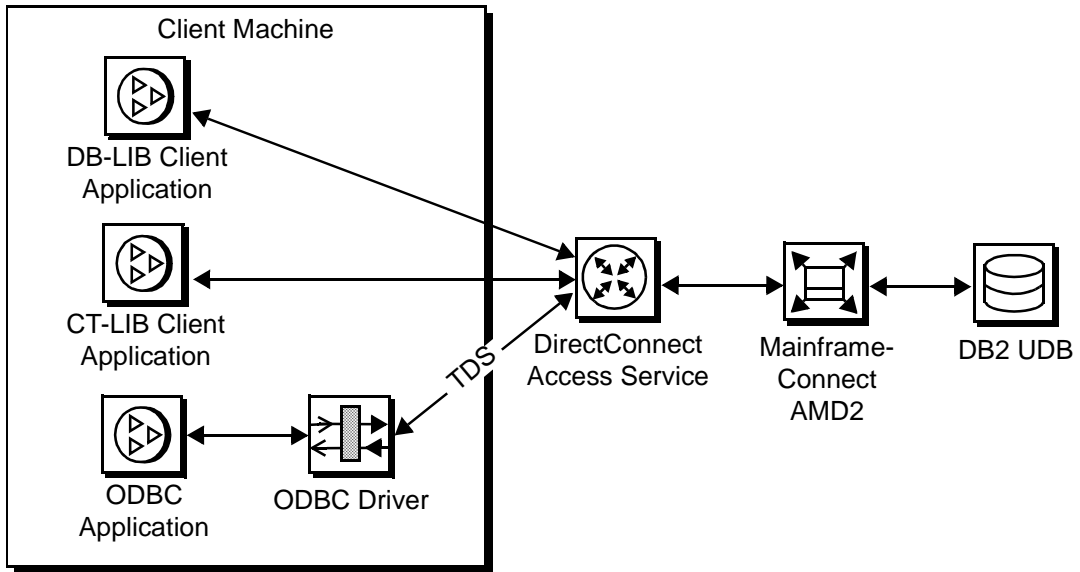 Client Machine
DB-LIB Client
Application
CT-LIB Client
Application
TDS
DirectConnect
Access Service
Mainframe-
Connect
AMD2
DB2 UDB
ODBC
Application
ODBC Driver